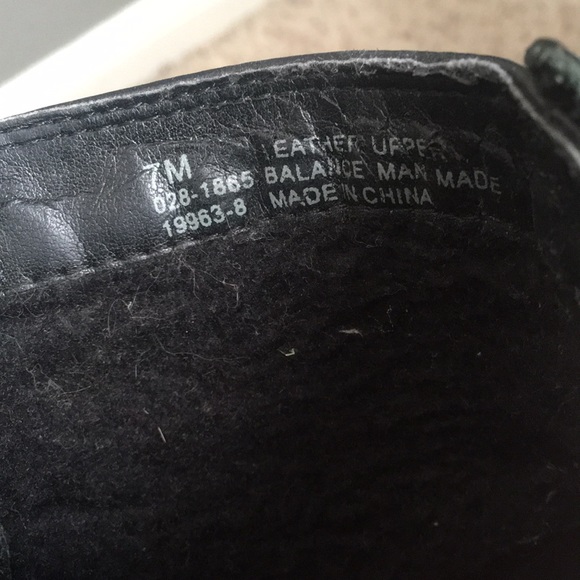 7M
028-1865
19963-8
LEATHER UPPER
BALANCE MAN MADE
MADE IN CHINA